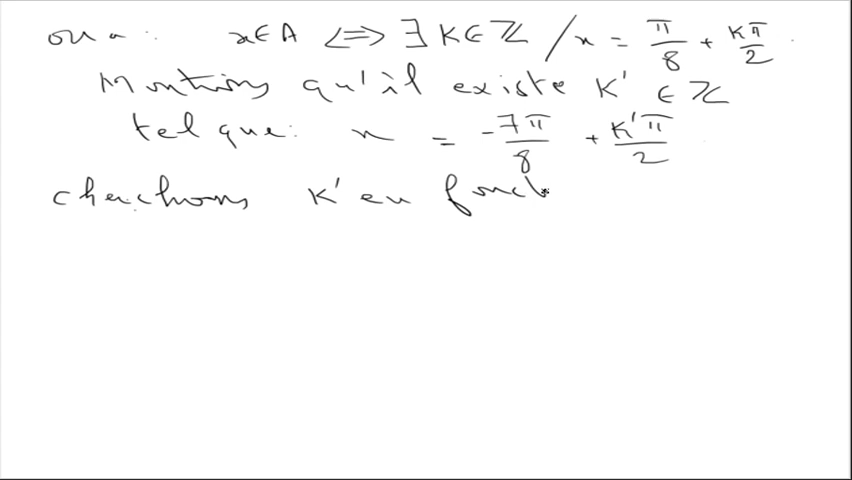 on a : x ∈ A ⟺ ∃ K ∈ ℤ / x = π/8 + Kπ/2
Montrons qu'il existe K' ∈ ℤ
tel que : x = -7π/8 + K'π/2
cherchons K' en fonct